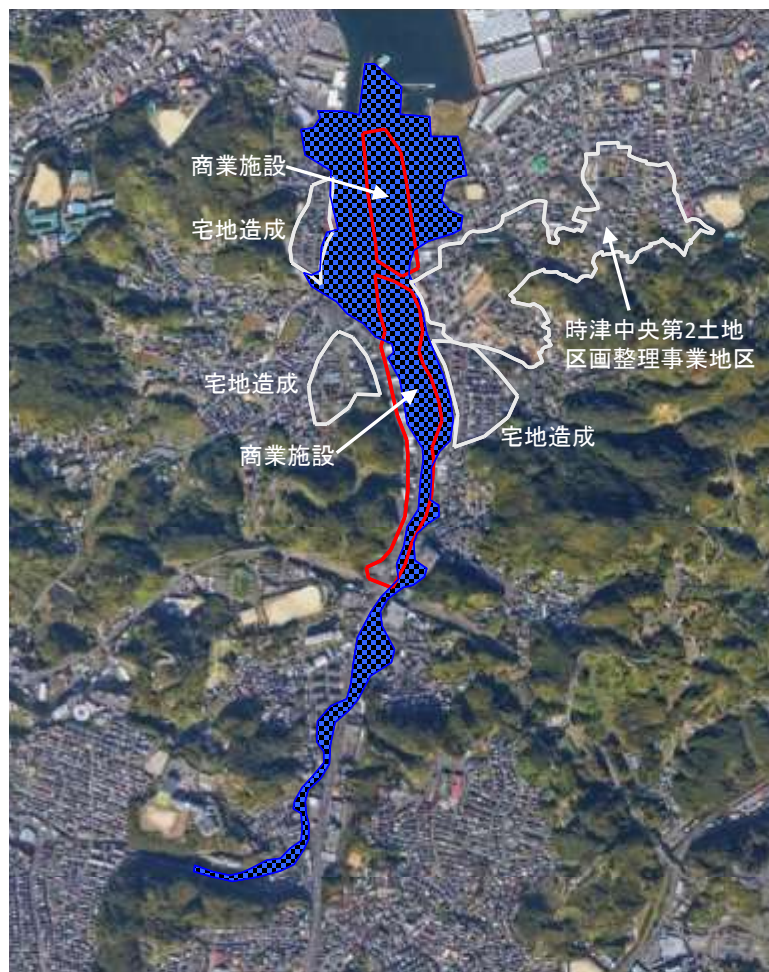 商業施設
宅地造成
時津中央第2土地
区画整理事業地区
宅地造成
宅地造成
商業施設